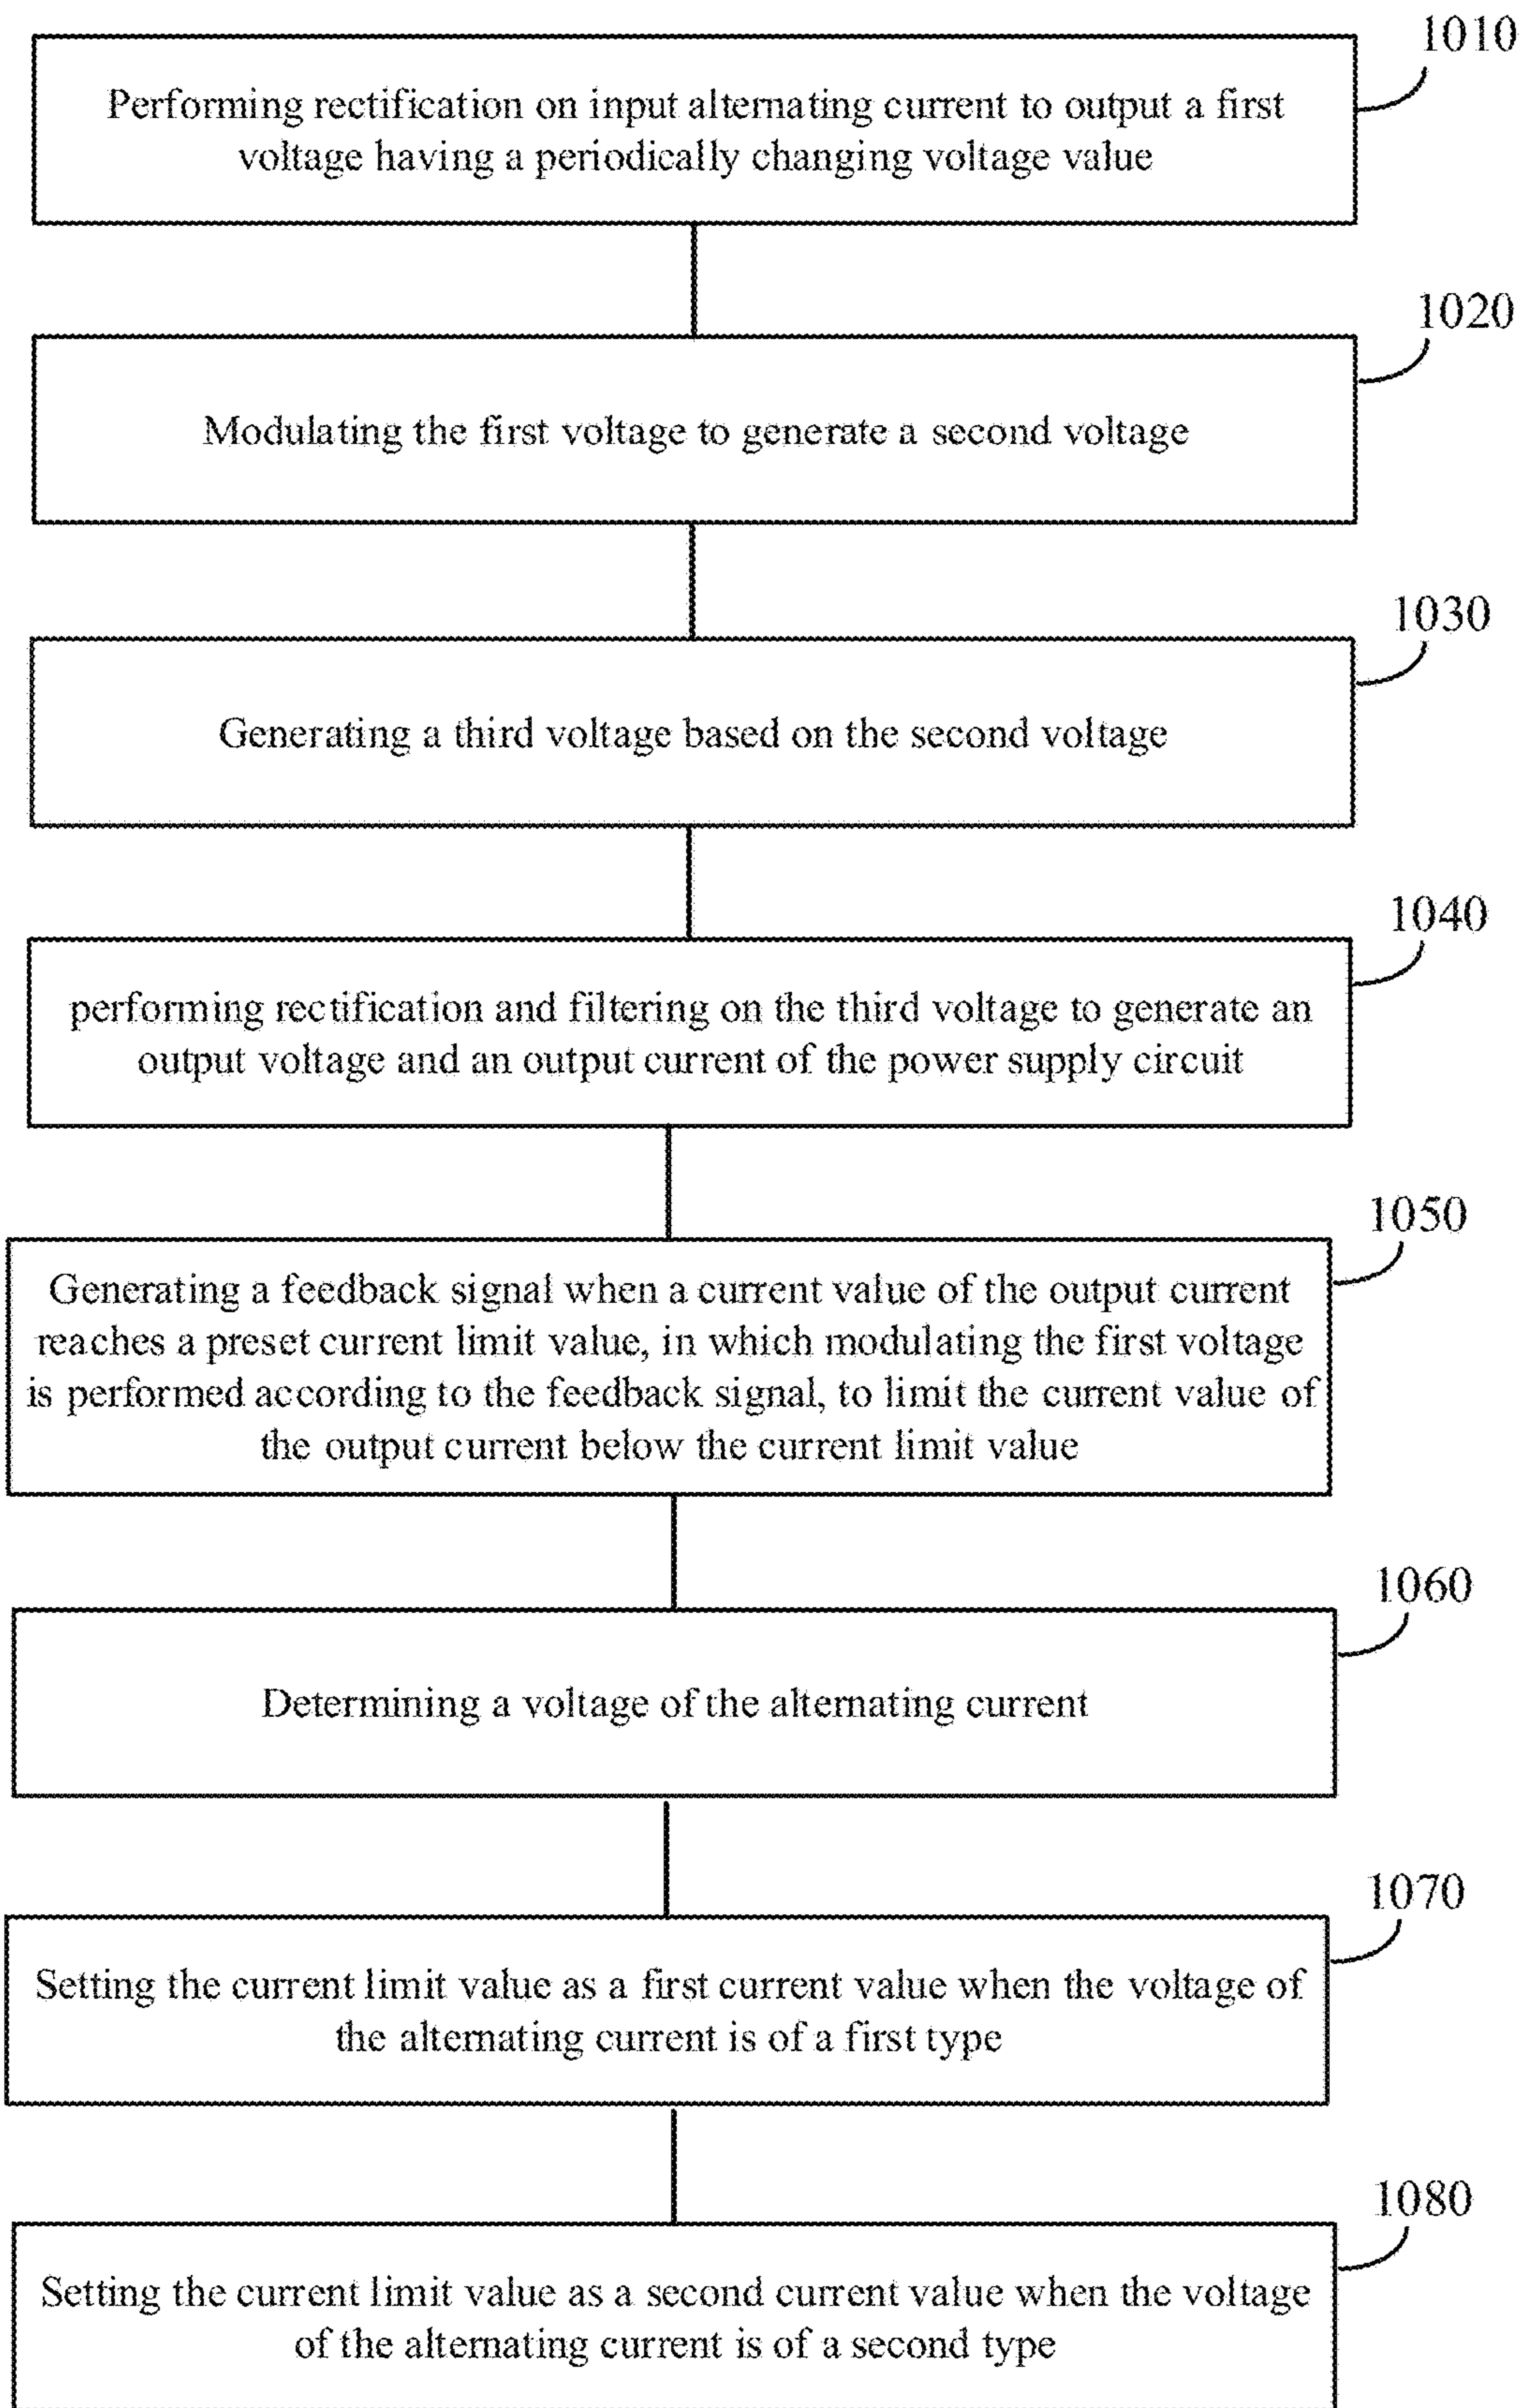 1010
Performing rectification on input alternating current to output a first
voltage having a periodically changing voltage value
1020
Modulating the first voltage to generate a second voltage
1030
Generating a third voltage based on the second voltage
1040
performing rectification and filtering on the third voltage to generate an
output voltage and an output current of the power supply circuit
1050
Generating a feedback signal when a current value of the output current
reaches a preset current limit value, in which modulating the first voltage
is performed according to the feedback signal, to limit the current value of
the output current below the current limit value
1060
Determining a voltage of the alternating current
1070
Setting the current limit value as a first current value when the voltage of
the alternating current is of a first type
1080
Setting the current limit value as a second current value when the voltage
of the alternating current is of a second type